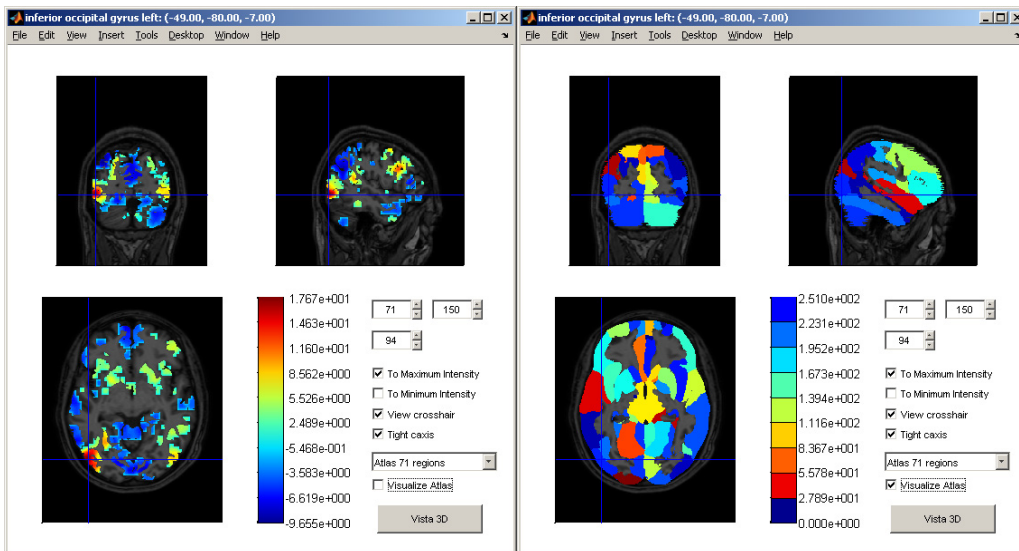 inferior occipital gyrus left: (-49.00, -80.00, -7.00)
File Edit View Insert Tools Desktop Window Help
1.767e+001
1.463e+001
1.160e+001
8.562e+000
5.526e+000
2.489e+000
-5.468e-001
-3.583e+000
-6.619e+000
-9.655e+000
71 150
94
To Maximum Intensity
To Minimum Intensity
View crosshair
Tight caxis
Atlas 71 regions
Visualize Atlas
Vista 3D
inferior occipital gyrus left: (-49.00, -80.00, -7.00)
File Edit View Insert Tools Desktop Window Help
2.510e+002
2.231e+002
1.952e+002
1.673e+002
1.394e+002
1.116e+002
8.367e+001
5.578e+001
2.789e+001
0.000e+000
71 150
94
To Maximum Intensity
To Minimum Intensity
View crosshair
Tight caxis
Atlas 71 regions
Visualize Atlas
Vista 3D